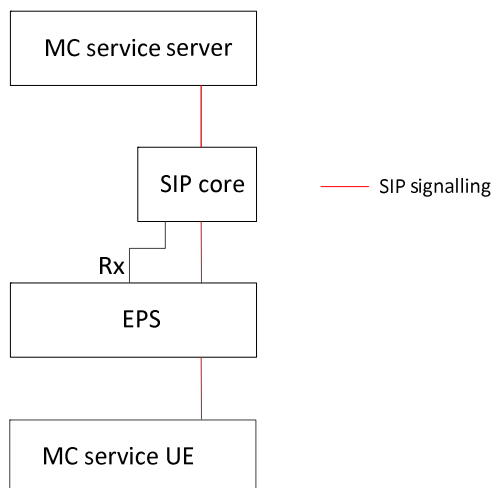 MC service server
SIP core
SIP signalling
Rx
EPS
MC service UE